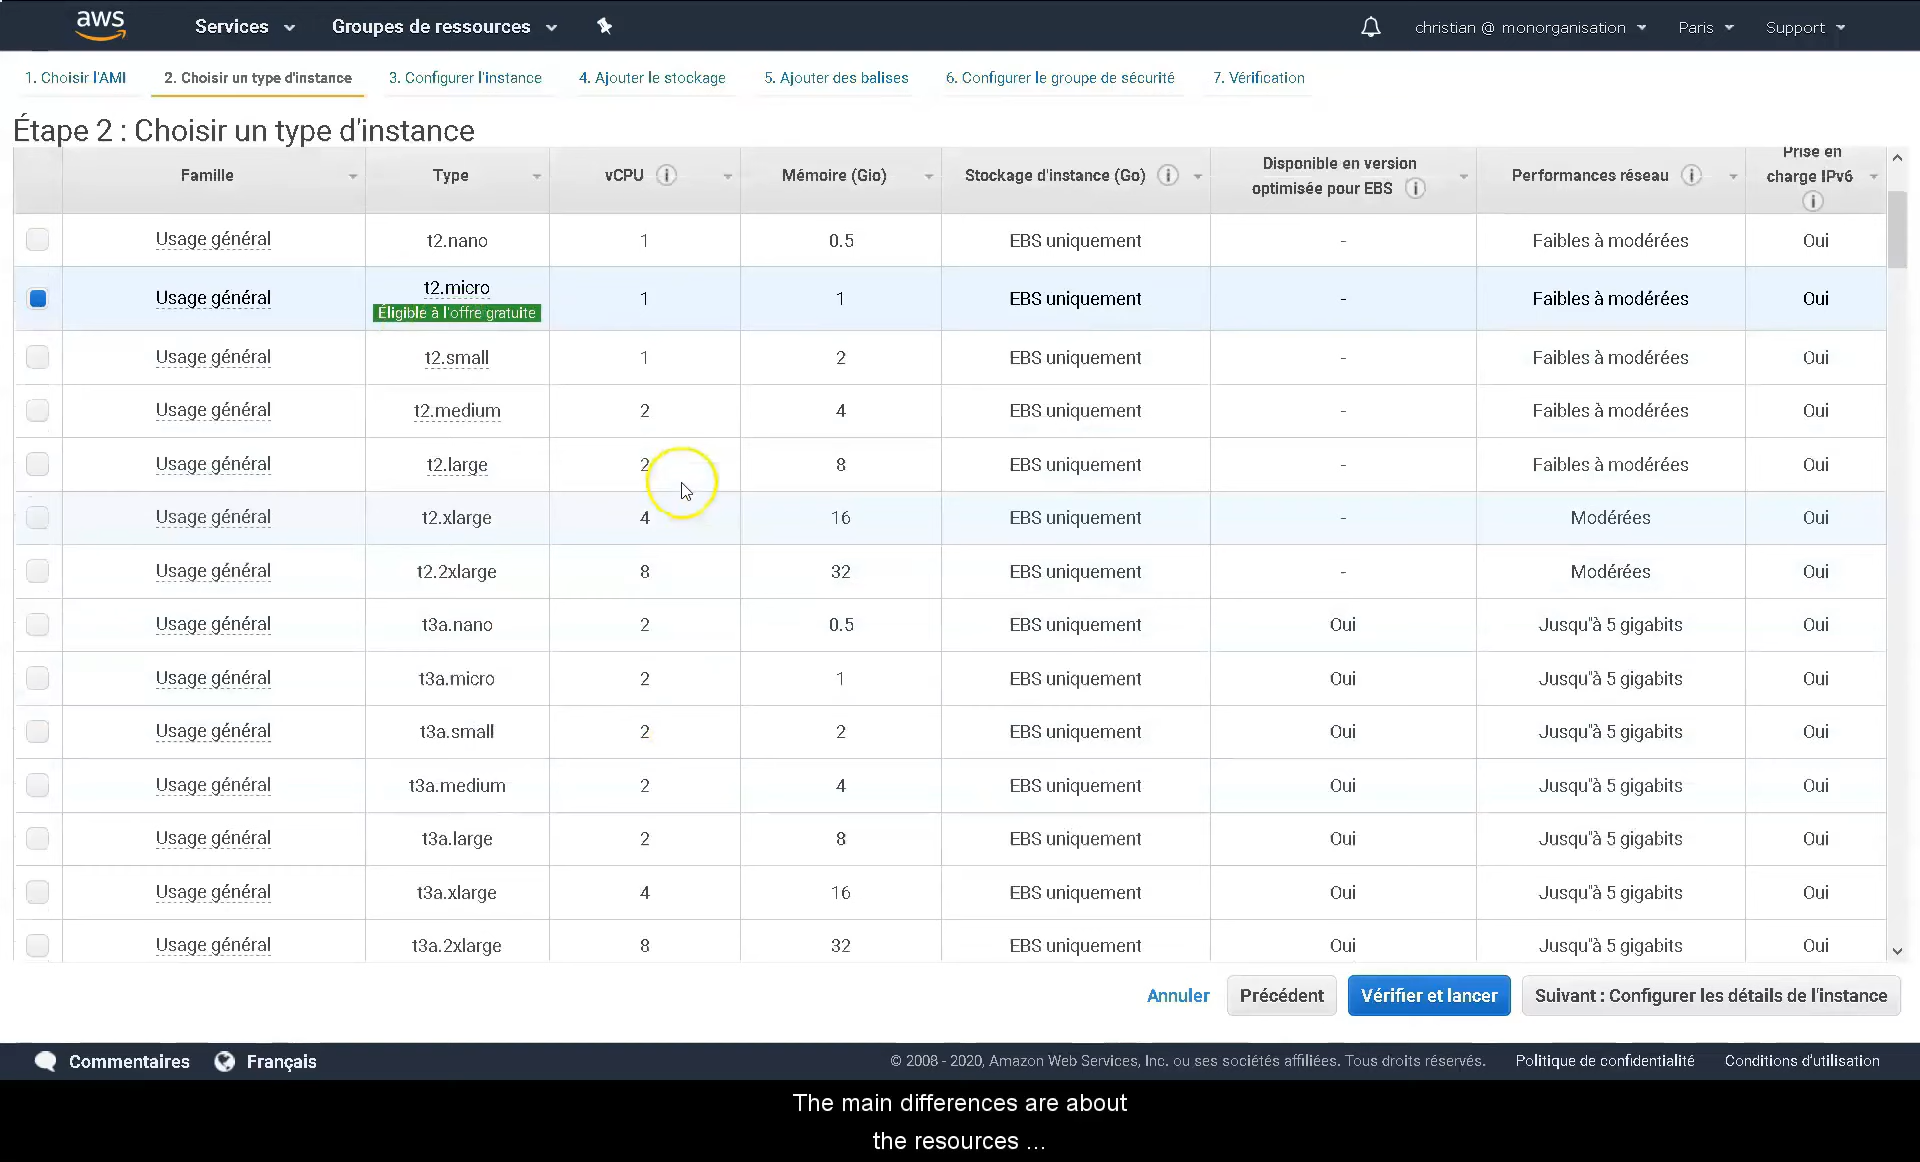 aws Services Groupes de ressources christian @ monorganisation Paris Support
1. Choisir l'AMI 2. Choisir un type d'instance 3. Configurer l'instance 4. Ajouter le stockage 5. Ajouter des balises 6. Configurer le groupe de sécurité 7. Vérification
Étape 2 : Choisir un type d'instance
Famille Type vCPU Mémoire (Gio) Stockage d'instance (Go) Disponible en version optimisée pour EBS Performances réseau Prise en charge IPv6
Usage général t2.nano 1 0.5 EBS uniquement - Faibles à modérées Oui
Usage général t2.micro Éligible à l'offre gratuite 1 1 EBS uniquement - Faibles à modérées Oui
Usage général t2.small 1 2 EBS uniquement - Faibles à modérées Oui
Usage général t2.medium 2 4 EBS uniquement - Faibles à modérées Oui
Usage général t2.large 2 8 EBS uniquement - Faibles à modérées Oui
Usage général t2.xlarge 4 16 EBS uniquement - Modérées Oui
Usage général t2.2xlarge 8 32 EBS uniquement - Modérées Oui
Usage général t3a.nano 2 0.5 EBS uniquement Oui Jusqu''à 5 gigabits Oui
Usage général t3a.micro 2 1 EBS uniquement Oui Jusqu''à 5 gigabits Oui
Usage général t3a.small 2 2 EBS uniquement Oui Jusqu''à 5 gigabits Oui
Usage général t3a.medium 2 4 EBS uniquement Oui Jusqu''à 5 gigabits Oui
Usage général t3a.large 2 8 EBS uniquement Oui Jusqu''à 5 gigabits Oui
Usage général t3a.xlarge 4 16 EBS uniquement Oui Jusqu''à 5 gigabits Oui
Usage général t3a.2xlarge 8 32 EBS uniquement Oui Jusqu''à 5 gigabits Oui
Annuler Précédent Vérifier et lancer Suivant : Configurer les détails de l'instance
Commentaires Français © 2008 - 2020, Amazon Web Services, Inc. ou ses sociétés affiliées. Tous droits réservés. Politique de confidentialité Conditions d'utilisation
The main differences are about
the resources ...